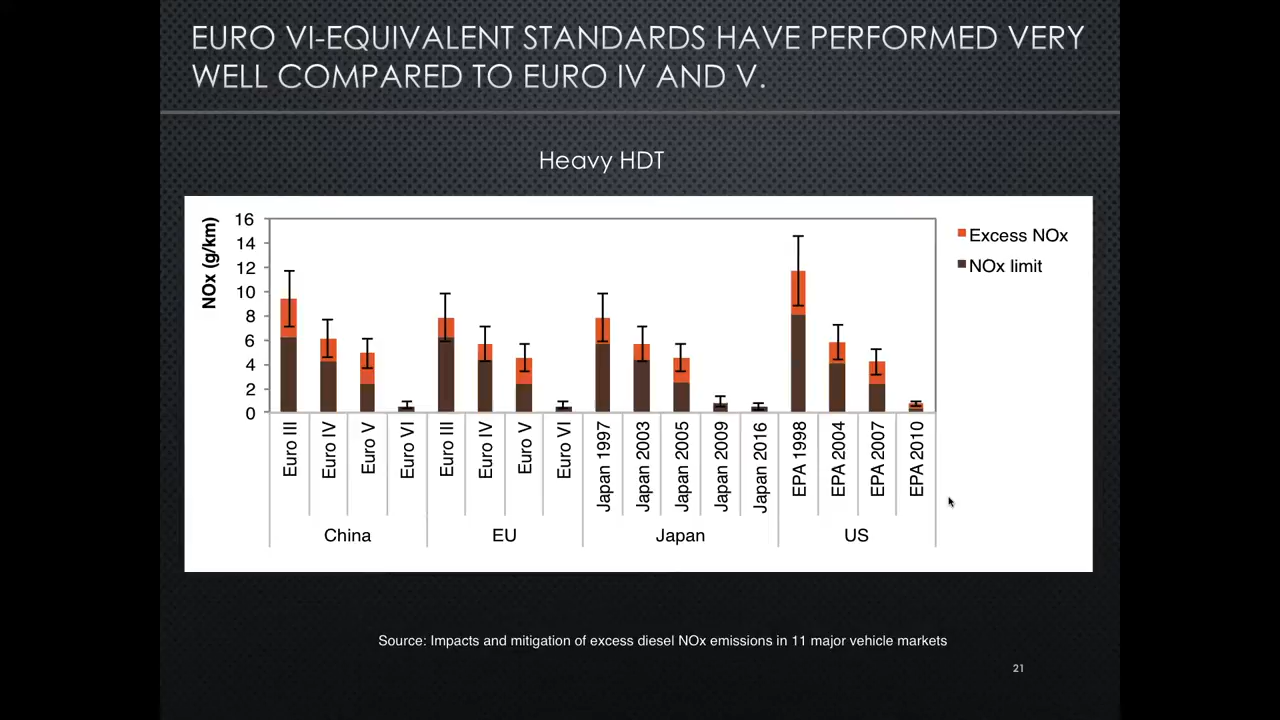 EURO VI-EQUIVALENT STANDARDS HAVE PERFORMED VERY
WELL COMPARED TO EURO IV AND V.
Heavy HDT
NOx (g/km)
16
14
12
10
8
6
4
2
0
Excess NOx
NOx limit
Euro III
Euro IV
Euro V
Euro VI
Euro III
Euro IV
Euro V
Euro VI
Japan 1997
Japan 2003
Japan 2005
Japan 2009
Japan 2016
EPA 1998
EPA 2004
EPA 2007
EPA 2010
China
EU
Japan
US
Source: Impacts and mitigation of excess diesel NOx emissions in 11 major vehicle markets
21